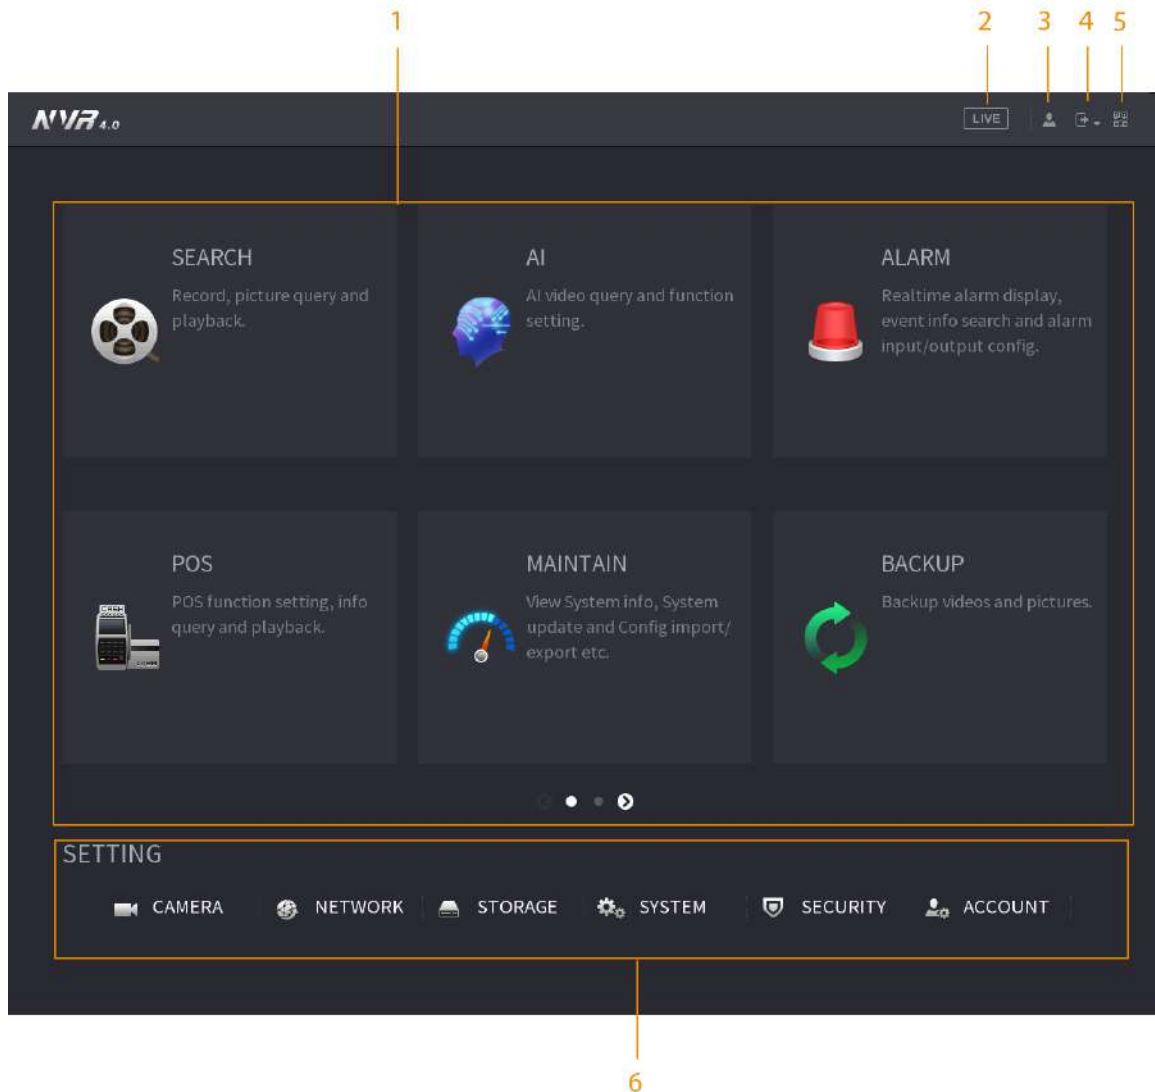 1
2 3 4 5
NVR 4.0
LIVE
SEARCH
Record, picture query and
playback.
AI
AI video query and function
setting.
ALARM
Realtime alarm display,
event info search and alarm
input/output config.
POS
POS function setting, info
query and playback.
CASH
MAINTAIN
View System info, System
update and Config import/
export etc.
BACKUP
Backup videos and pictures.
SETTING
CAMERA NETWORK STORAGE SYSTEM SECURITY ACCOUNT
6